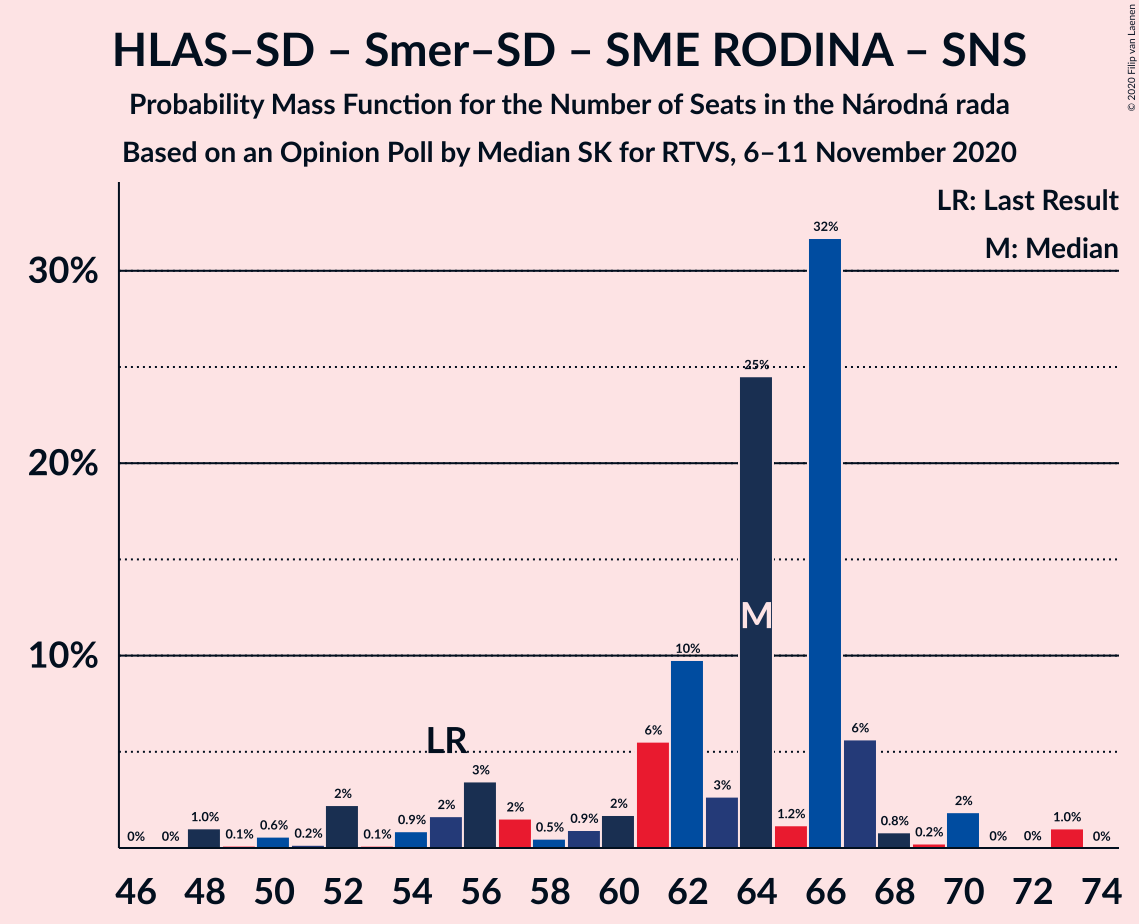 HLAS–SD – Smer–SD – SME RODINA – SNS
Probability Mass Function for the Number of Seats in the Národná rada
Based on an Opinion Poll by Median SK for RTVS, 6–11 November 2020
© 2020 Filip van Laenen
LR: Last Result
M: Median
30%
20%
10%
0% 0% 1.0% 0.1% 0.6% 0.2% 2% 0.1% 0.9% 2% 3% 2% 0.5% 0.9% 2% 6% 10% 3% 25% 1.2% 32% 6% 0.8% 0.2% 2% 0% 0% 1.0% 0%
LR
M
46 48 50 52 54 56 58 60 62 64 66 68 70 72 74